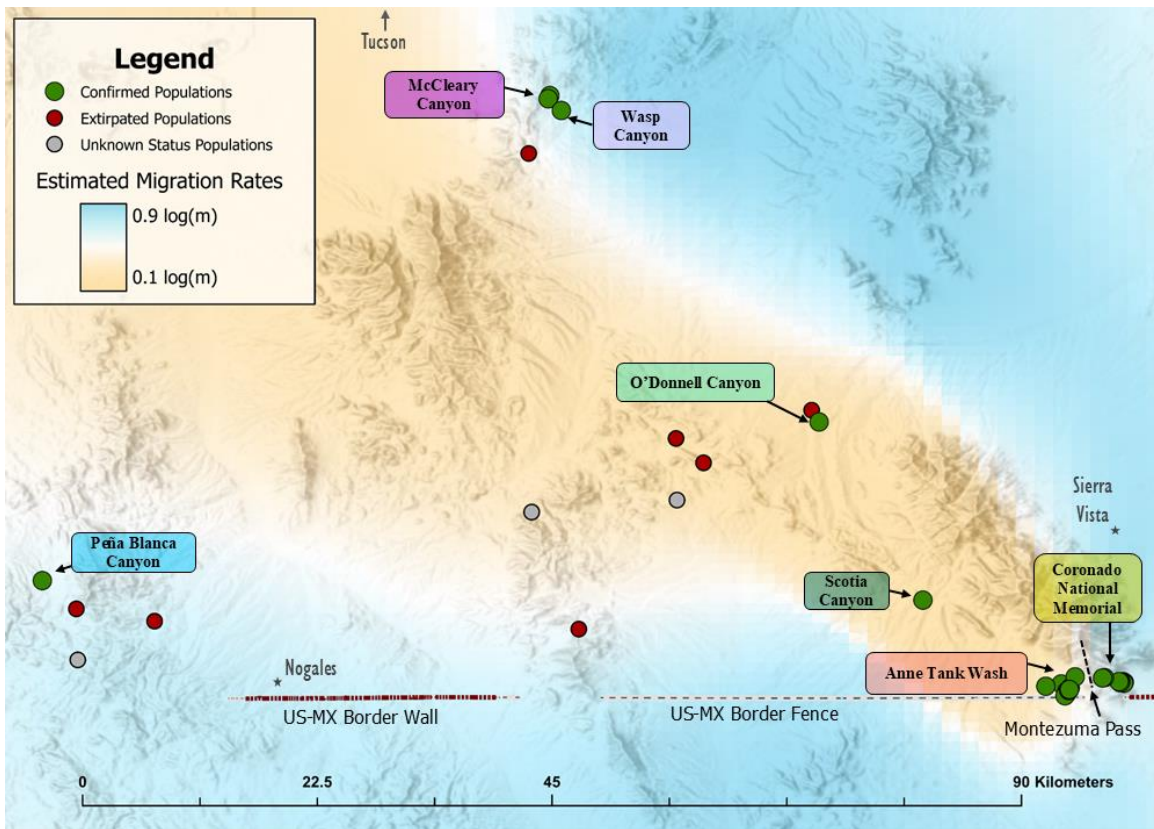 Legend
Confirmed Populations
Extirpated Populations
Unknown Status Populations
Estimated Migration Rates
0.9 log(m)
0.1 log(m)
Tucson
McCleary
Canyon
Wasp
Canyon
O'Donnell Canyon
Sierra
Vista
Peña Blanca
Canyon
Scotia
Canyon
Coronado
National
Memorial
Nogales
Anne Tank Wash
US-MX Border Wall
US-MX Border Fence
Montezuma Pass
0
22.5
45
90 Kilometers